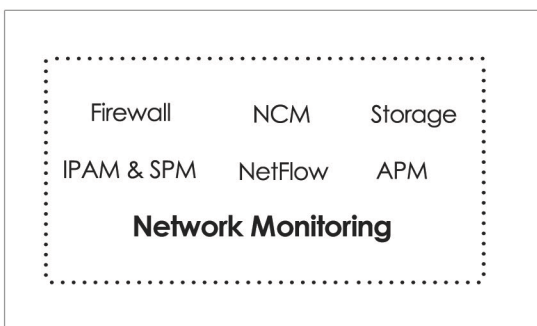 Firewall NCM Storage
IPAM & SPM NetFlow APM
Network Monitoring